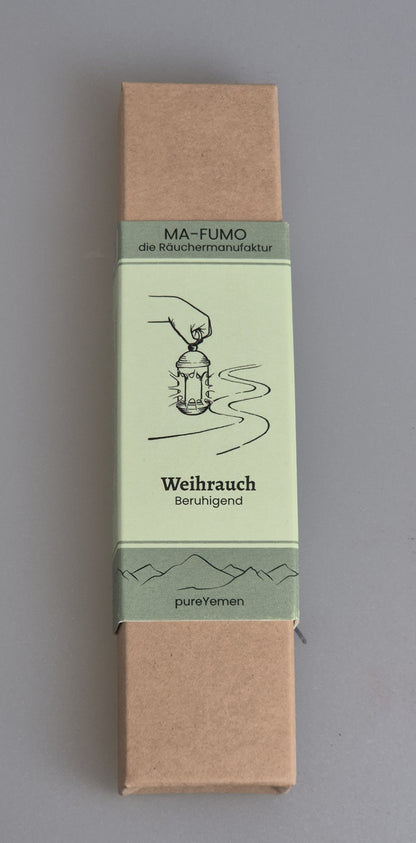 MA-FUMO
die Räuchermanufaktur
Weihrauch
Beruhigend
pureYemen